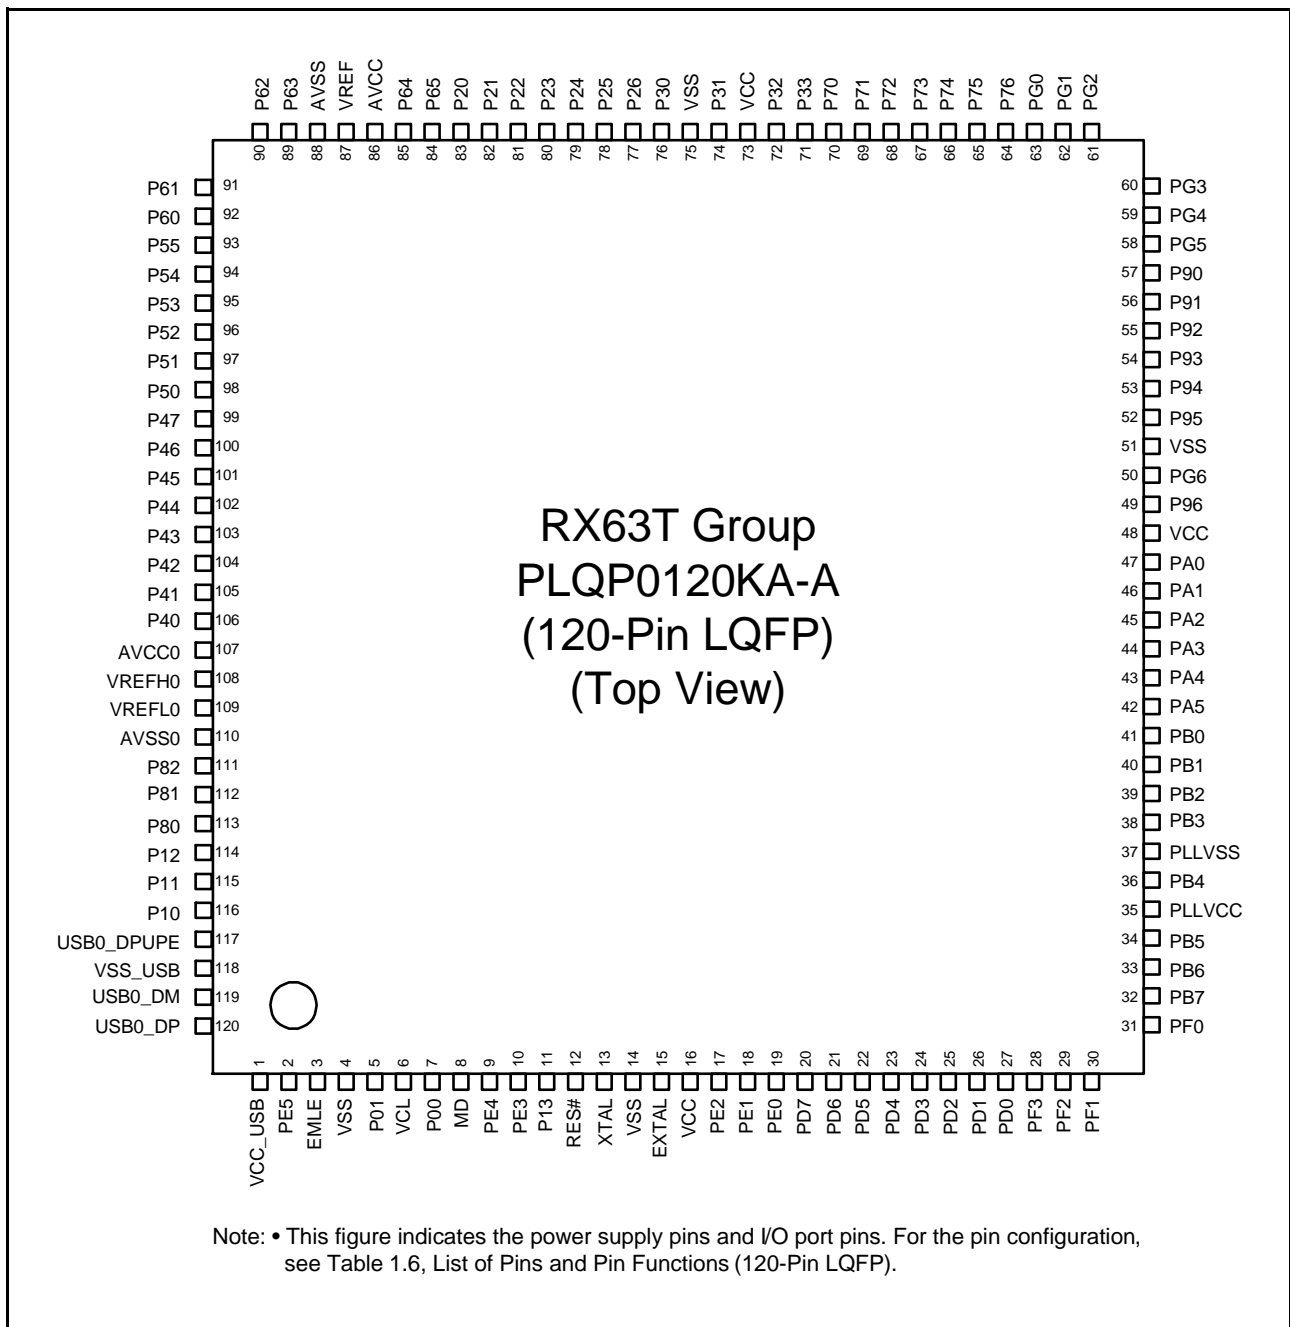 P62 P63 AVSS VREF AVCC P64 P65 P20 P21 P22 P23 P24 P25 P26 P30 VSS P31 VCC P32 P33 P70 P71 P72 P73 P74 P75 P76 PG0 PG1 PG2
90 89 88 87 86 85 84 83 82 81 80 79 78 77 76 75 74 73 72 71 70 69 68 67 66 65 64 63 62 61
P61 91 60 PG3
P60 92 59 PG4
P55 93 58 PG5
P54 94 57 P90
P53 95 56 P91
P52 96 55 P92
P51 97 54 P93
P50 98 53 P94
P47 99 52 P95
P46 100 51 VSS
P45 101 50 PG6
P44 102 49 P96
P43 103 48 VCC
P42 104 47 PA0
P41 105 46 PA1
P40 106 45 PA2
AVCC0 107 44 PA3
VREFH0 108 43 PA4
VREFL0 109 42 PA5
AVSS0 110 41 PB0
P82 111 40 PB1
P81 112 39 PB2
P80 113 38 PB3
P12 114 37 PLLVSS
P11 115 36 PB4
P10 116 35 PLLVCC
USB0_DPUPE 117 34 PB5
VSS_USB 118 33 PB6
USB0_DM 119 32 PB7
USB0_DP 120 31 PF0
RX63T Group
PLQP0120KA-A
(120-Pin LQFP)
(Top View)
1 2 3 4 5 6 7 8 9 10 11 12 13 14 15 16 17 18 19 20 21 22 23 24 25 26 27 28 29 30
VCC_USB PE5 EMLE VSS P01 VCL P00 MD PE4 PE3 P13 RES# XTAL VSS EXTAL VCC PE2 PE1 PE0 PD7 PD6 PD5 PD4 PD3 PD2 PD1 PD0 PF3 PF2 PF1
Note: • This figure indicates the power supply pins and I/O port pins. For the pin configuration,
see Table 1.6, List of Pins and Pin Functions (120-Pin LQFP).